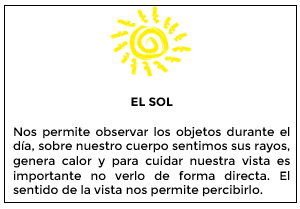 EL SOL
Nos permite observar los objetos durante el
día, sobre nuestro cuerpo sentimos sus rayos,
genera calor y para cuidar nuestra vista es
importante no verlo de forma directa. El
sentido de la vista nos permite percibirlo.